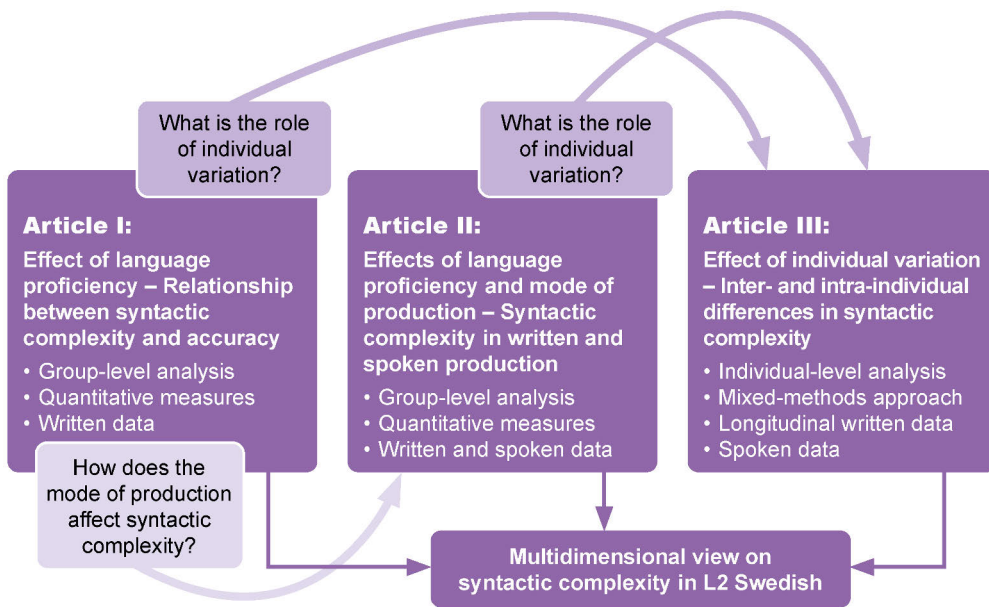 What is the role
of individual
variation?
What is the role
of individual
variation?
Article I:
Effect of language
proficiency – Relationship
between syntactic
complexity and accuracy
• Group-level analysis
• Quantitative measures
• Written data
How does the
mode of production
affect syntactic
complexity?
Article II:
Effects of language
proficiency and mode of
production – Syntactic
complexity in written and
spoken production
• Group-level analysis
• Quantitative measures
• Written and spoken data
Article III:
Effect of individual variation
– Inter- and intra-individual
differences in syntactic
complexity
• Individual-level analysis
• Mixed-methods approach
• Longitudinal written data
• Spoken data
Multidimensional view on
syntactic complexity in L2 Swedish